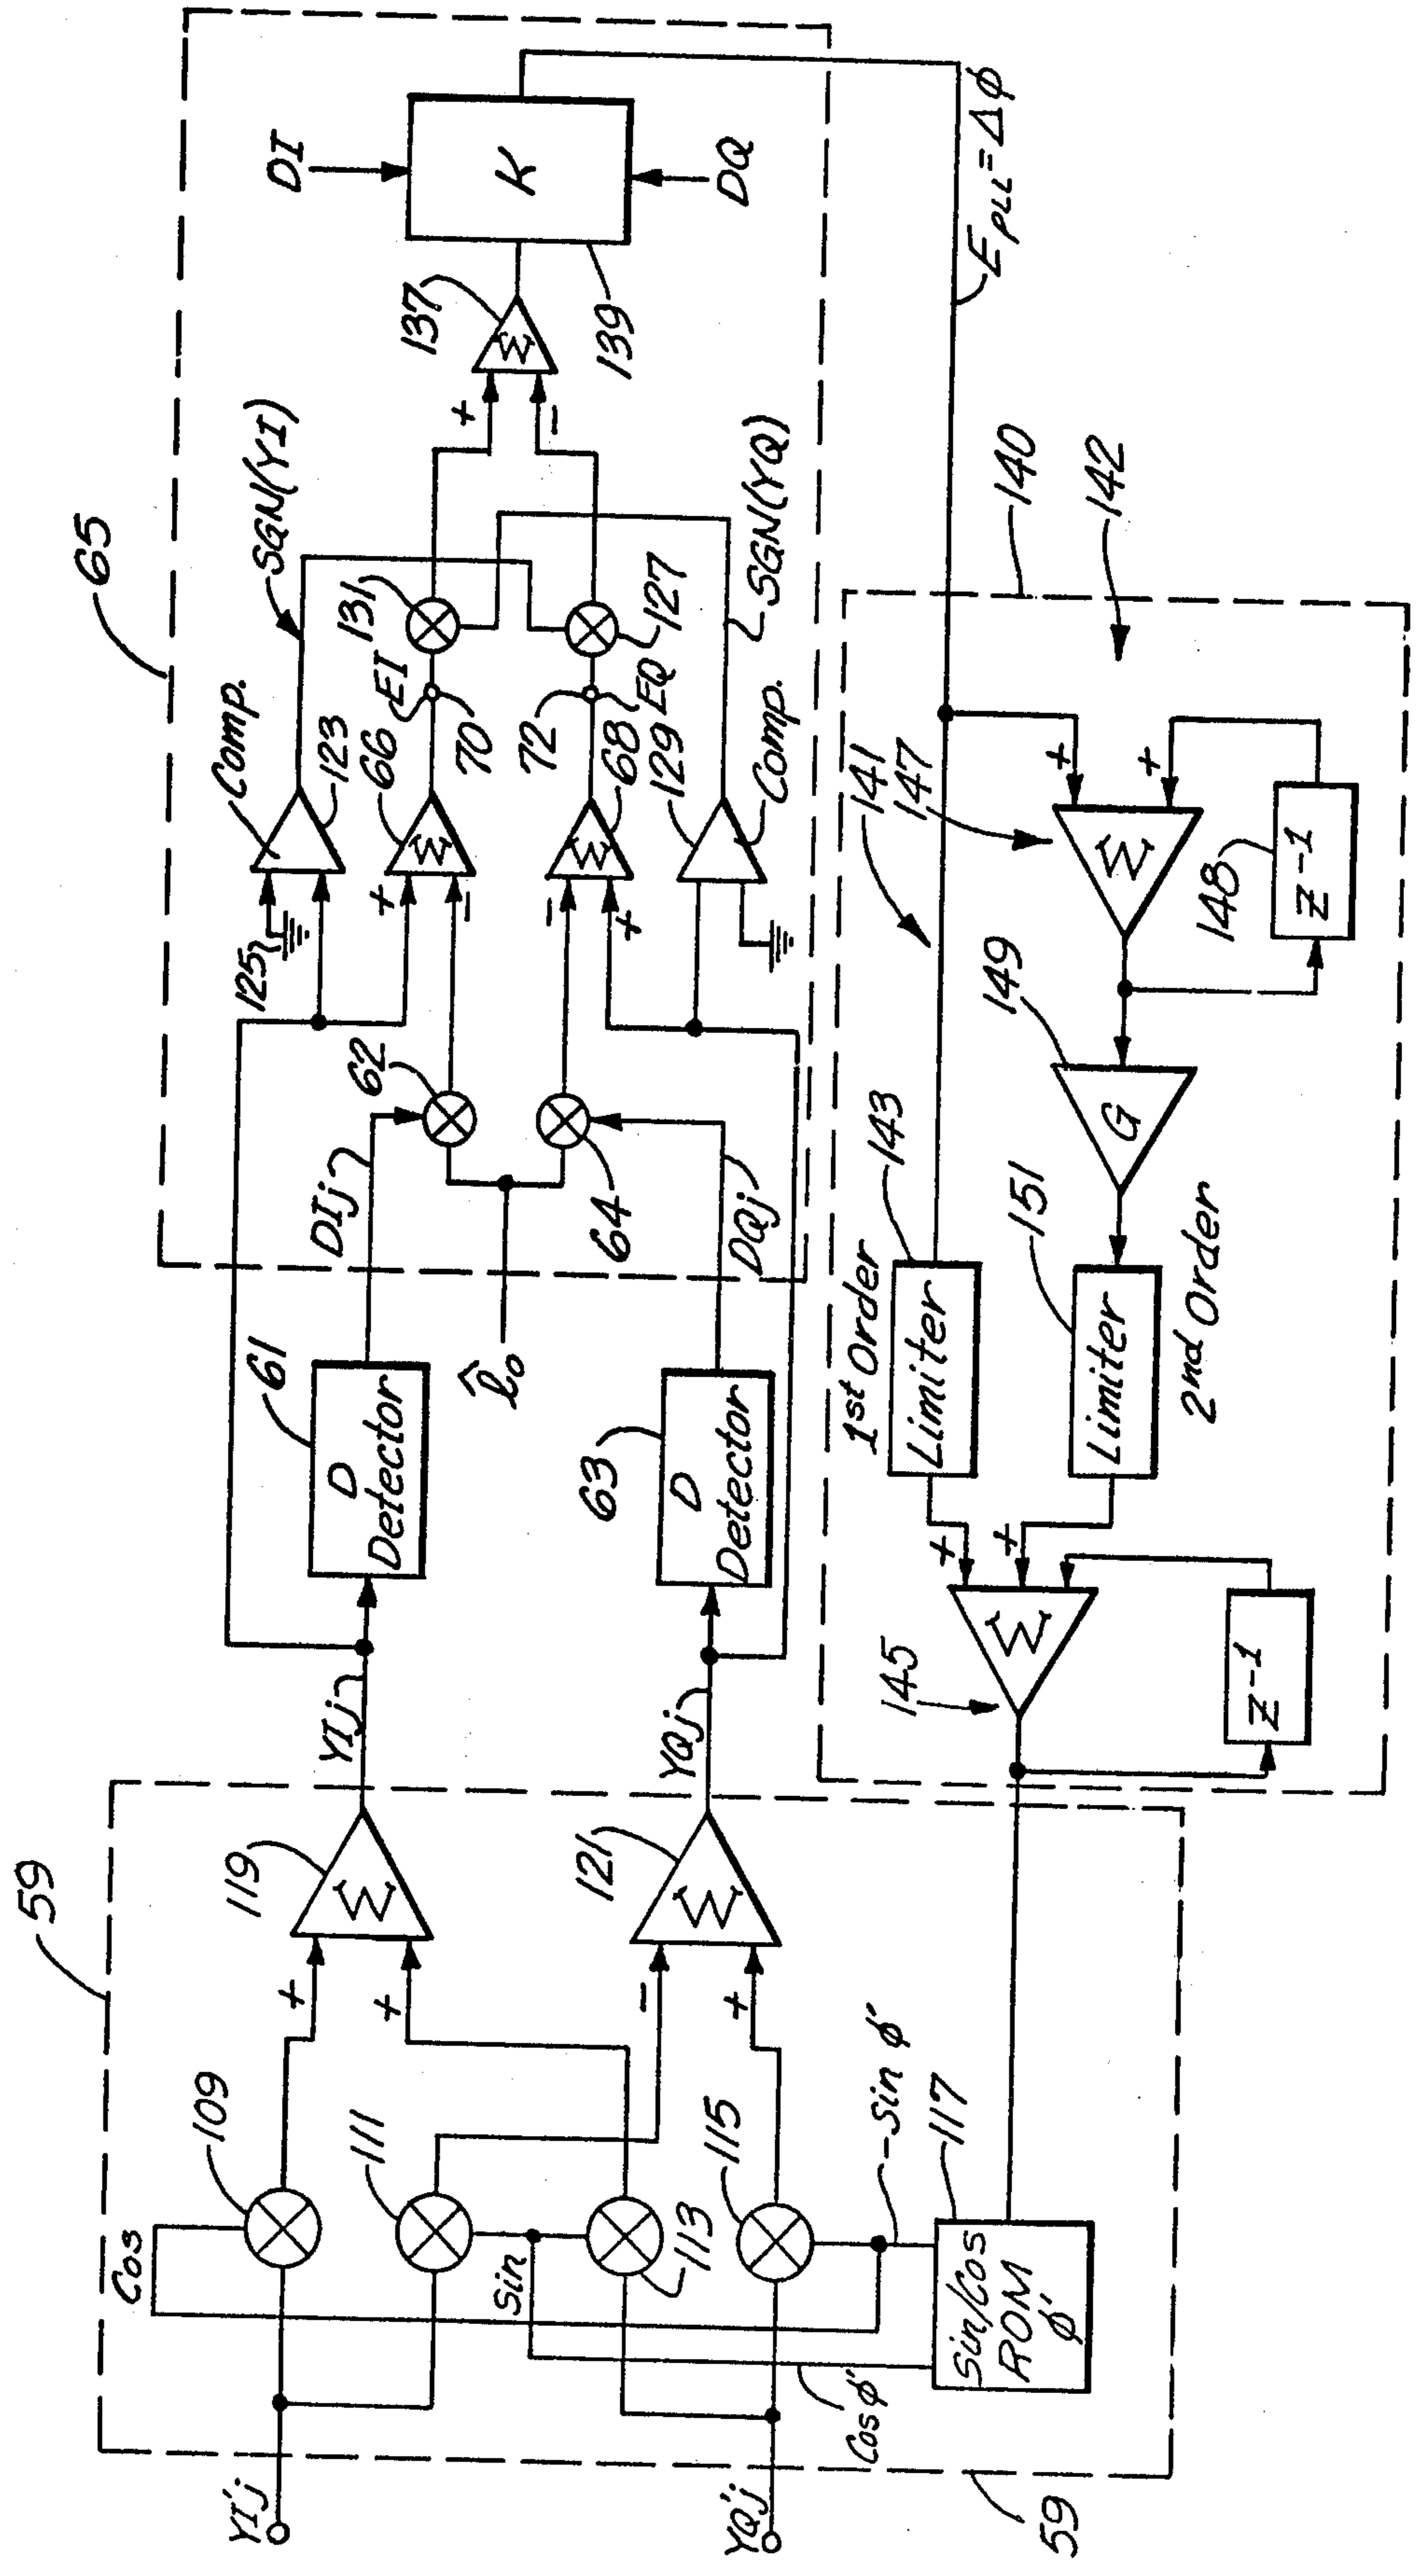 59
YI'j
Cos
109
111
Sin
113
115
YQ'j
Cosϕ'
-Sin ϕ'
117
Sin/Cos
ROM
ϕ'
59
+
+
119
Σ
-
+
121
Σ
YIj
YQj
61
D
Detector
63
D
Detector
65
DIj
62
l̂o
64
DQj
125
Comp.
123
+
-
66
Σ
EI
70
SGN(YI)
131
-
+
68
Σ
72
EQ
127
129
Comp.
SGN(YQ)
+
-
137
Σ
DI
K
DQ
139
E PLL = Δϕ
140
142
141
147
+
+
Σ
148
Z-1
149
G
143
1st Order
Limiter
151
Limiter
2nd Order
+
+
145
Σ
Z-1